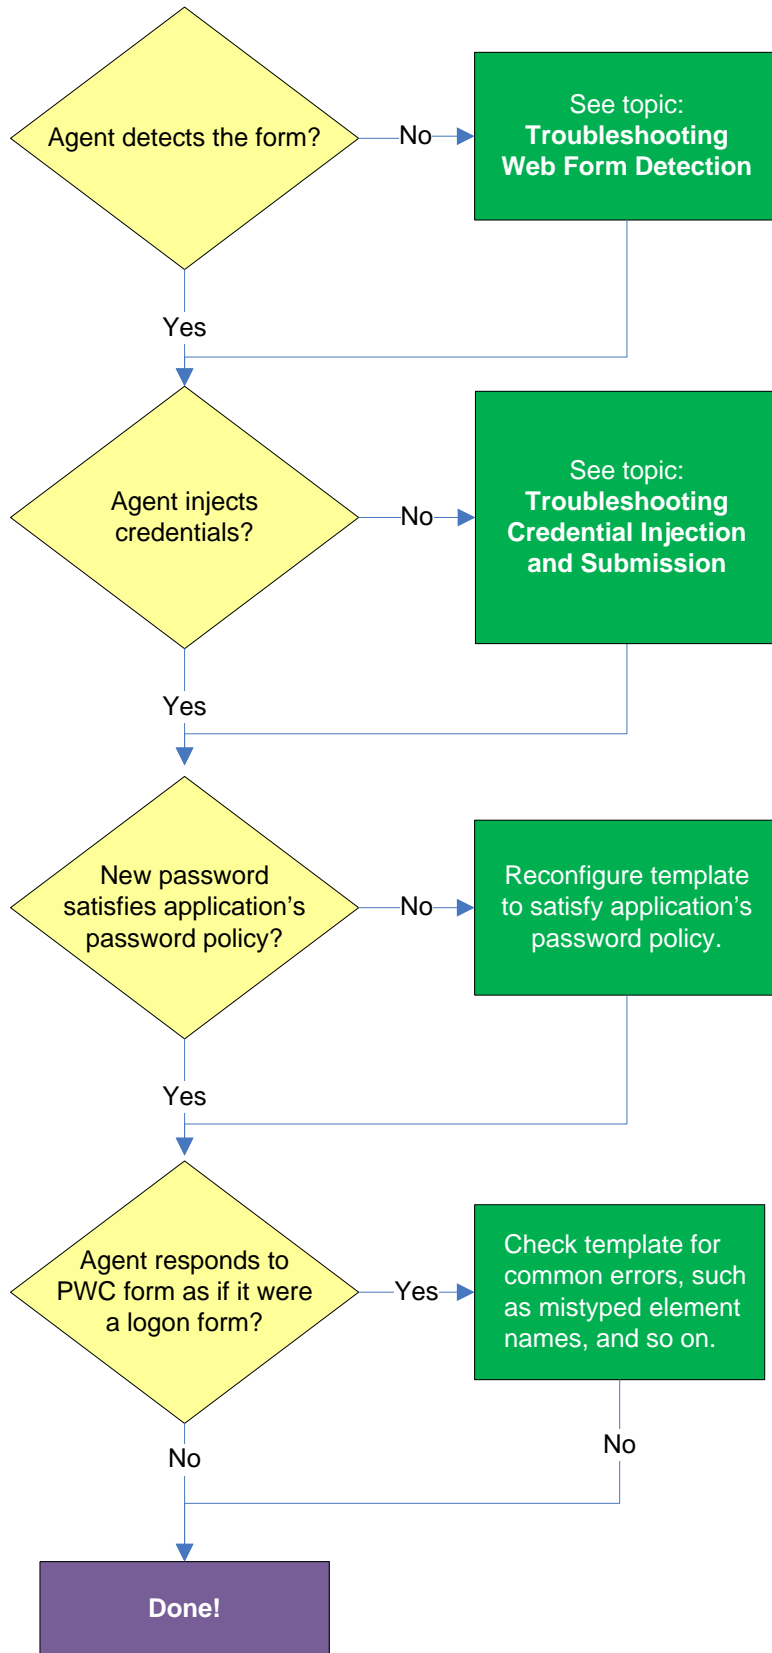 Agent detects the form?
No
See topic:
Troubleshooting
Web Form Detection
Yes
Agent injects
credentials?
No
See topic:
Troubleshooting
Credential Injection
and Submission
Yes
New password
satisfies application’s
password policy?
No
Reconfigure template
to satisfy application’s
password policy.
Yes
Agent responds to
PWC form as if it were
a logon form?
Yes
Check template for
common errors, such
as mistyped element
names, and so on.
No
No
Done!